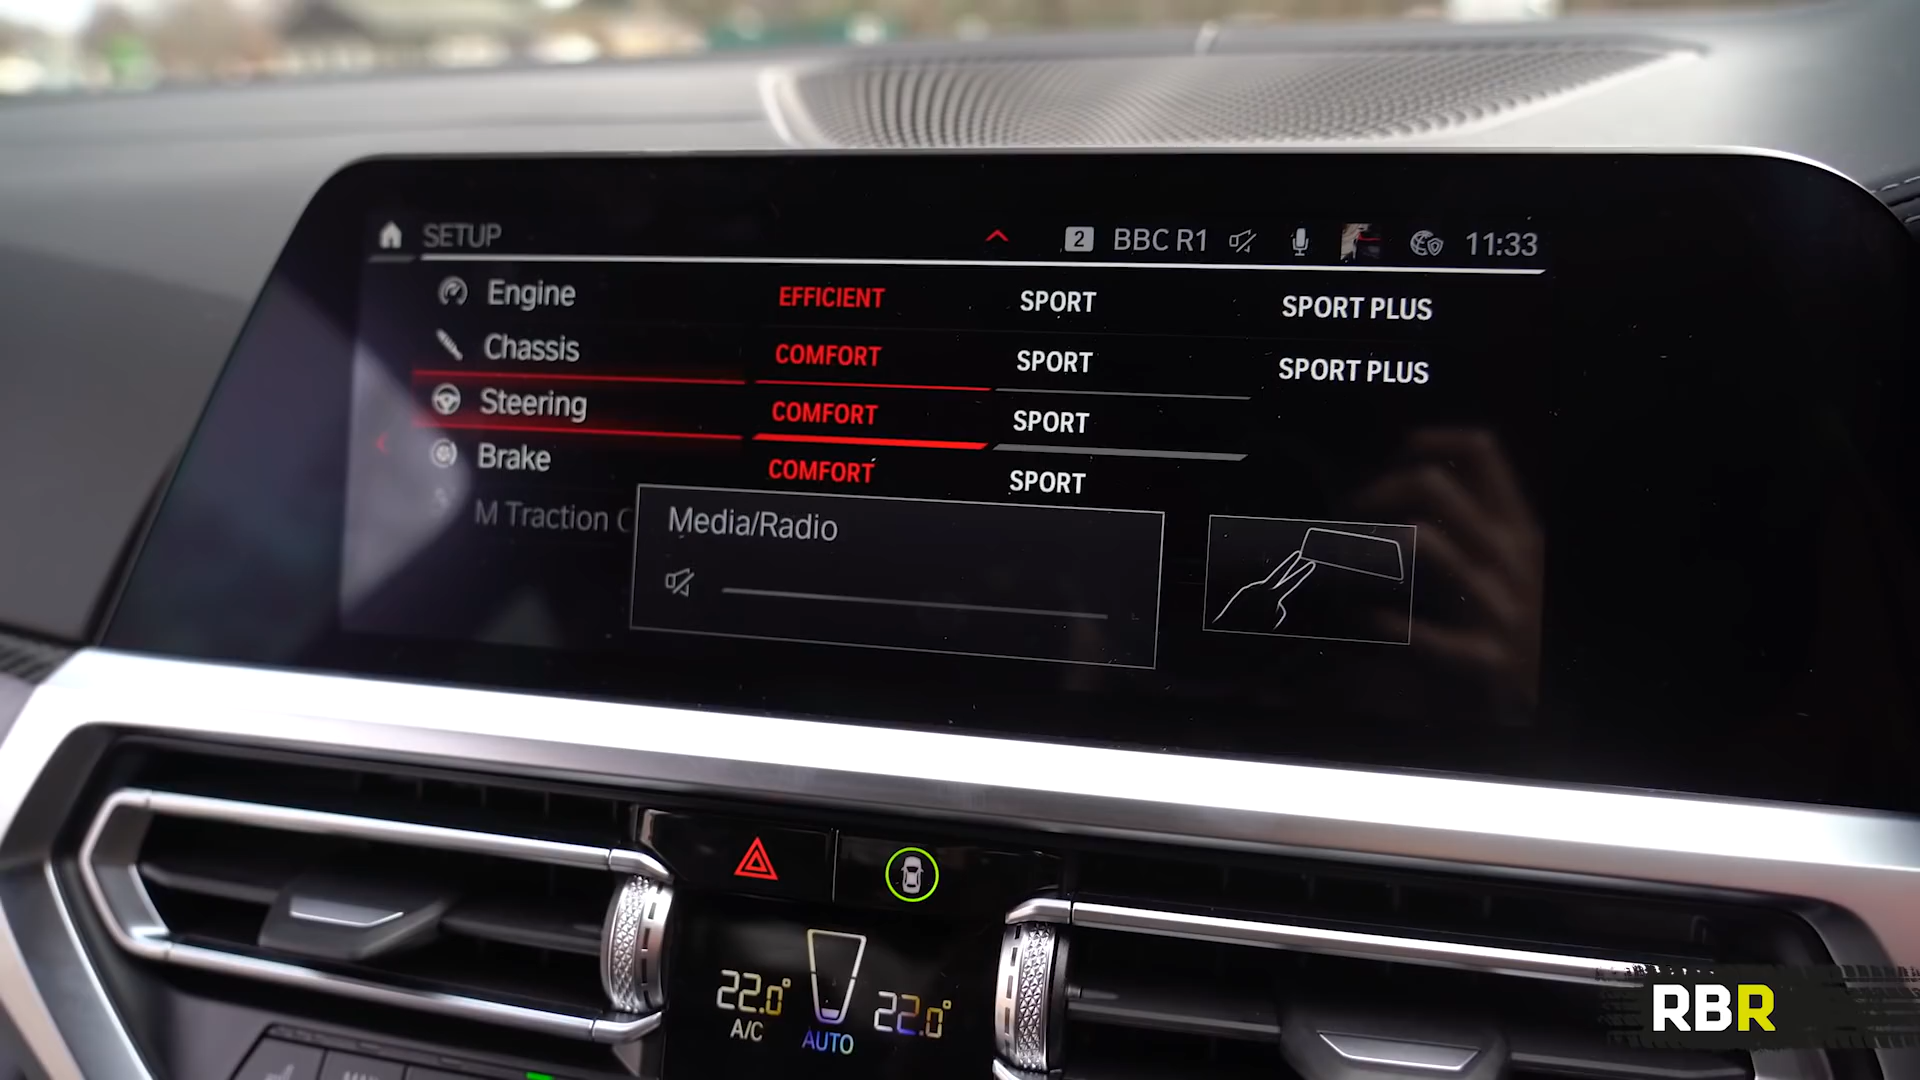 SETUP 2 BBC R1 11:33
Engine EFFICIENT SPORT SPORT PLUS
Chassis COMFORT SPORT SPORT PLUS
Steering COMFORT SPORT
Brake COMFORT SPORT
M Traction
Media/Radio
22.0° 22.0°
A/C AUTO
RBR